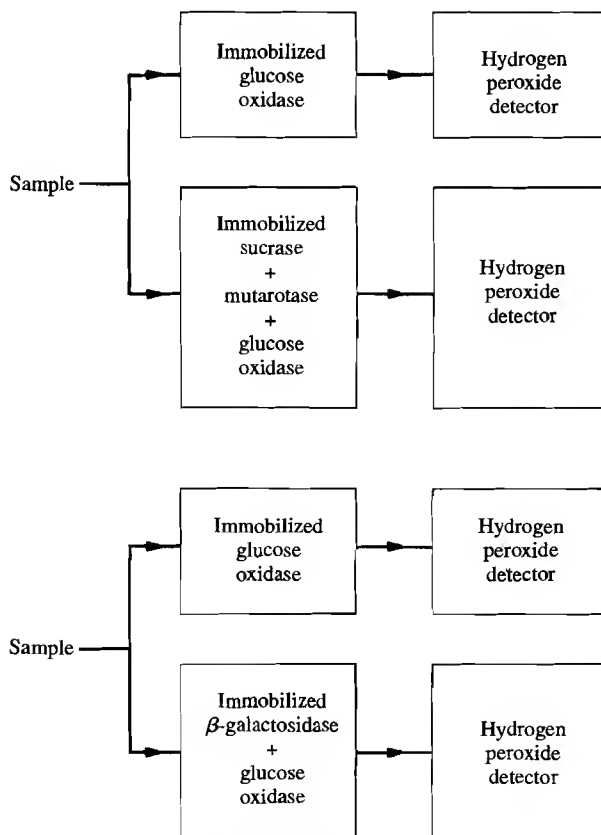 Immobilized
glucose
oxidase
Hydrogen
peroxide
detector
Sample
Immobilized
sucrase
+
mutarotase
+
glucose
oxidase
Hydrogen
peroxide
detector
Immobilized
glucose
oxidase
Hydrogen
peroxide
detector
Sample
Immobilized
β-galactosidase
+
glucose
oxidase
Hydrogen
peroxide
detector